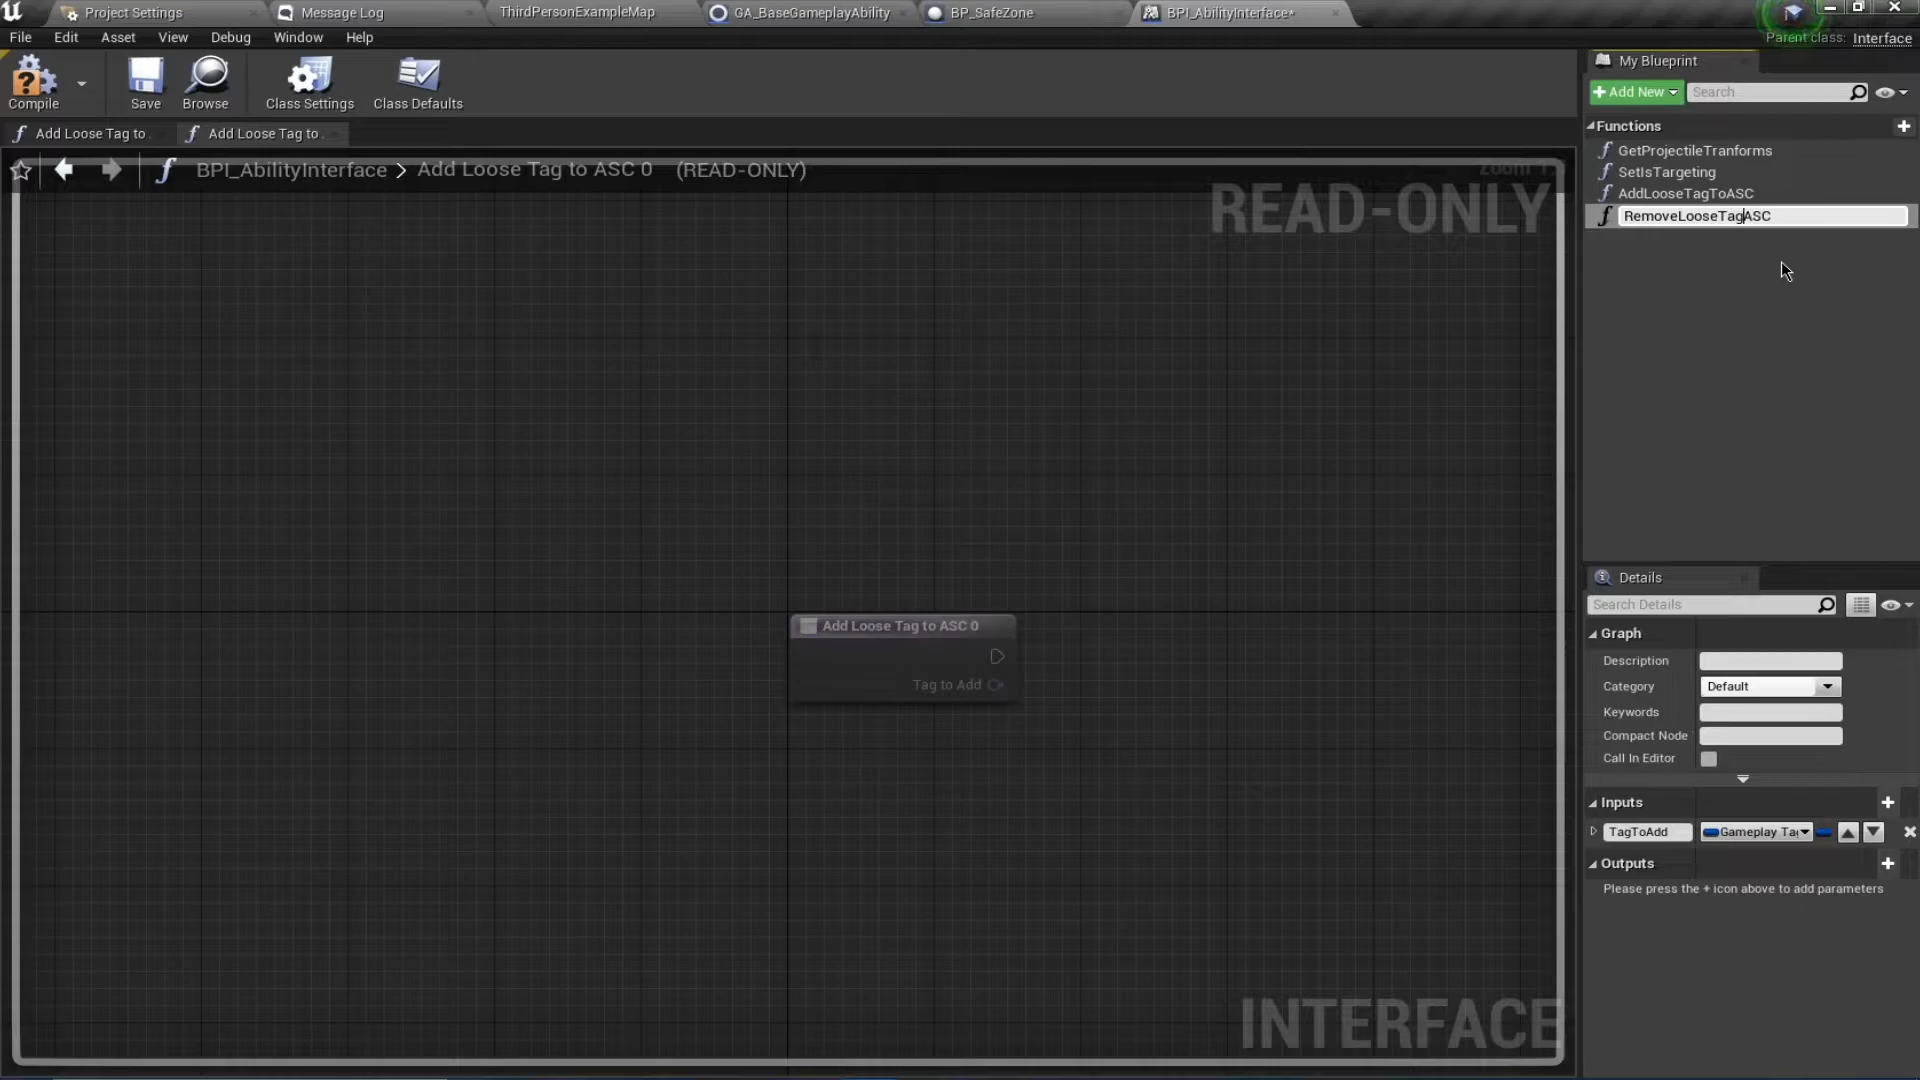 Project Settings
Message Log
ThirdPersonExampleMap
GA_BaseGameplayAbility
BP_SafeZone
BPI_AbilityInterface*
File Edit Asset View Debug Window Help
Parent class: Interface
Compile
Save
Browse
Class Settings
Class Defaults
Add Loose Tag to
Add Loose Tag to
BPI_AbilityInterface > Add Loose Tag to ASC 0 (READ-ONLY)
READ-ONLY
Add Loose Tag to ASC 0
Tag to Add
INTERFACE
My Blueprint
+ Add New
Search
Functions
GetProjectileTranforms
SetIsTargeting
AddLooseTagToASC
RemoveLooseTagASC
Details
Search Details
Graph
Description
Category Default
Keywords
Compact Node
Call In Editor
Inputs
TagToAdd Gameplay Tag
Outputs
Please press the + icon above to add parameters